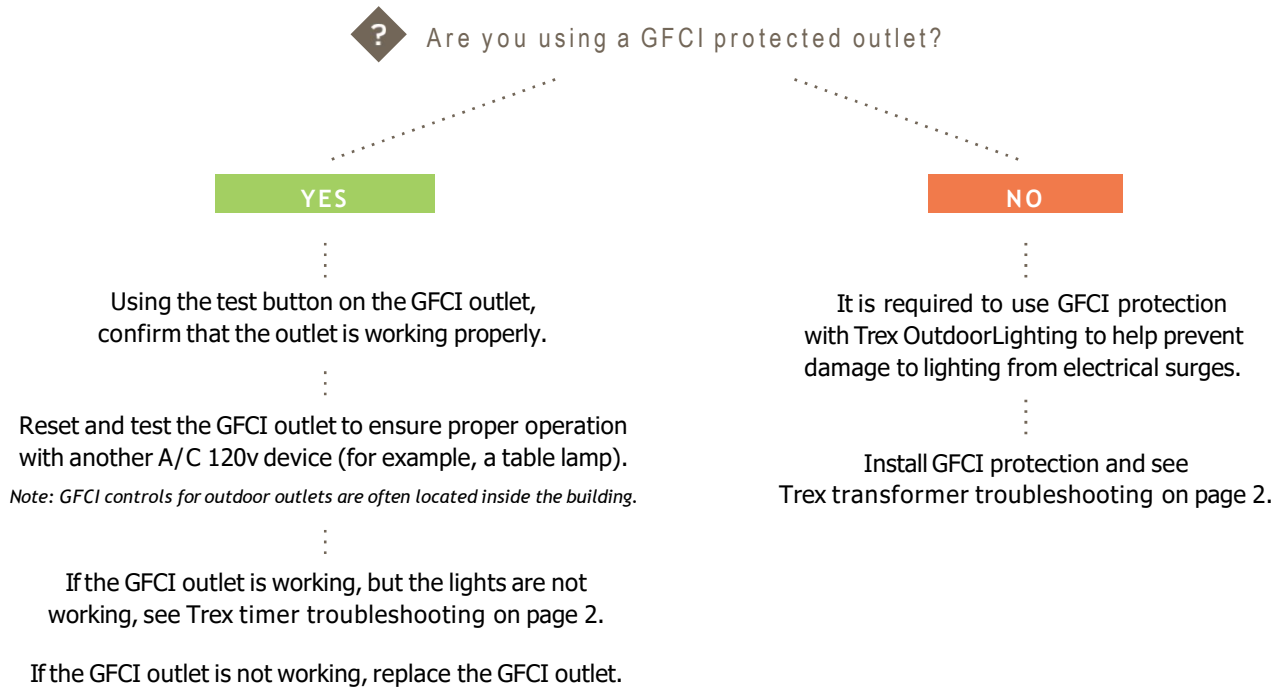 ?
Are you using a GFCI protected outlet?
YES
Using the test button on the GFCI outlet,
confirm that the outlet is working properly.
Reset and test the GFCI outlet to ensure proper operation
with another A/C 120v device (for example, a table lamp).
Note: GFCI controls for outdoor outlets are often located inside the building.
If the GFCI outlet is working, but the lights are not
working, see Trex timer troubleshooting on page 2.
If the GFCI outlet is not working, replace the GFCI outlet.
NO
It is required to use GFCI protection
with Trex OutdoorLighting to help prevent
damage to lighting from electrical surges.
Install GFCI protection and see
Trex transformer troubleshooting on page 2.